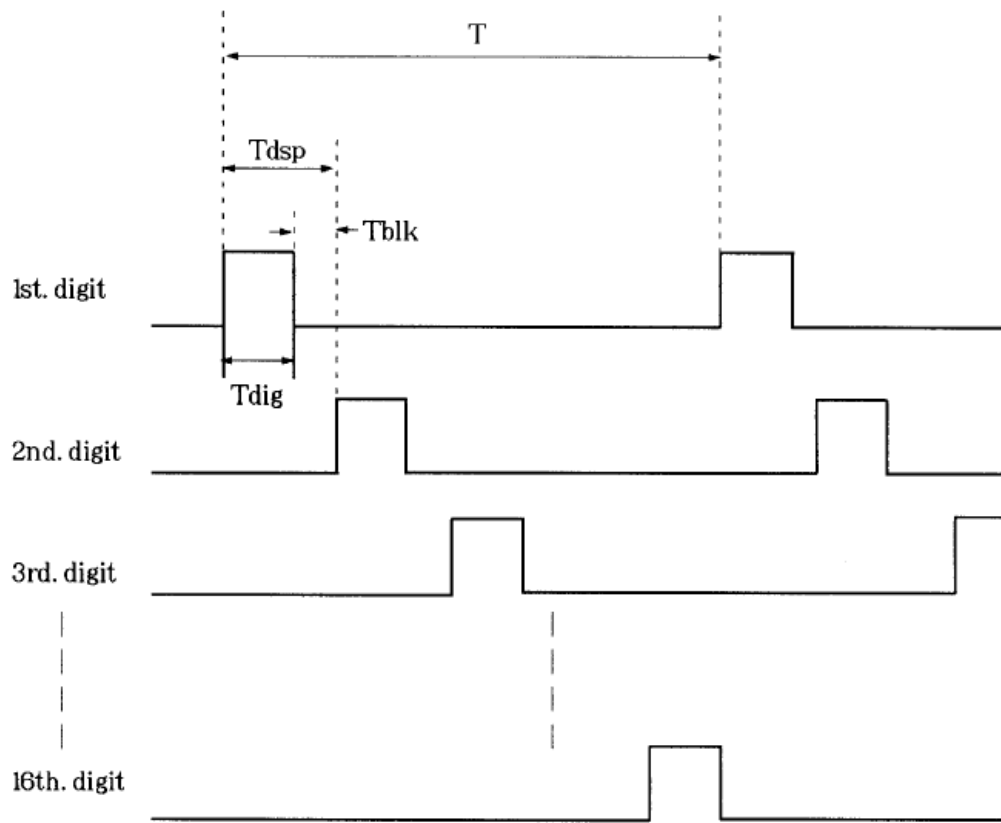 T
Tdsp
Tblk
1st. digit
Tdig
2nd. digit
3rd. digit
16th. digit